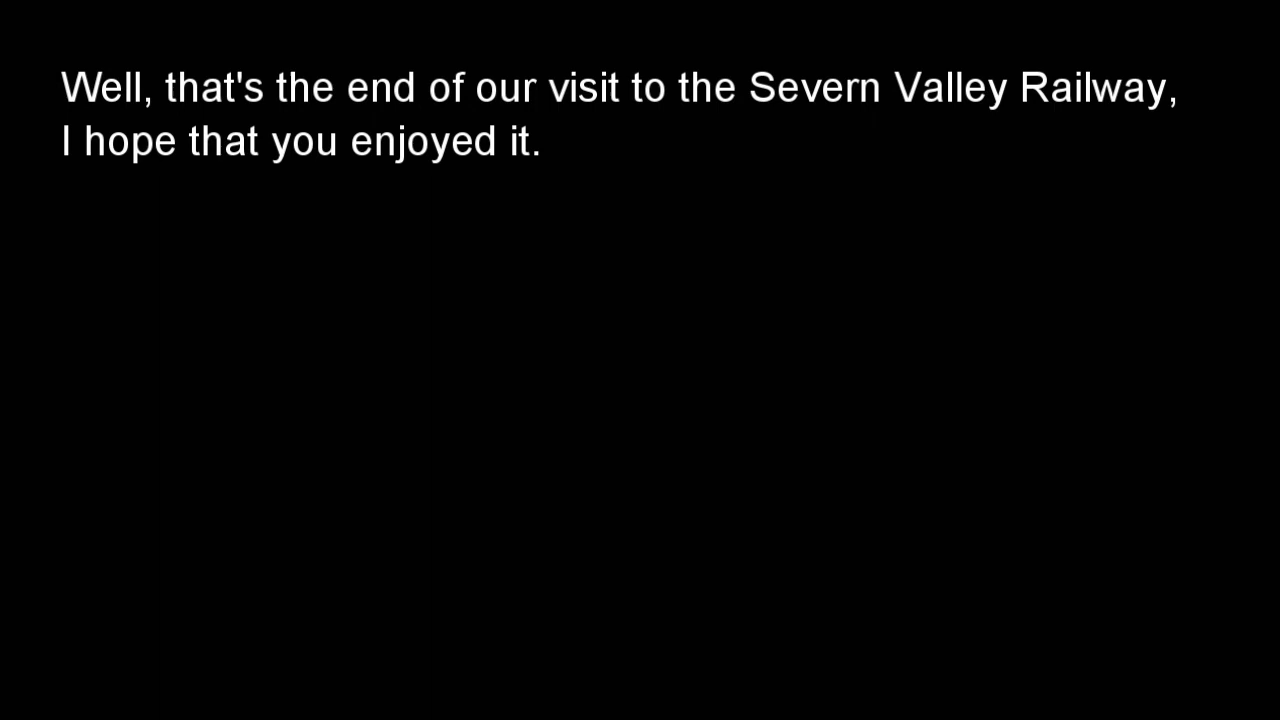 Well, that's the end of our visit to the Severn Valley Railway,
I hope that you enjoyed it.